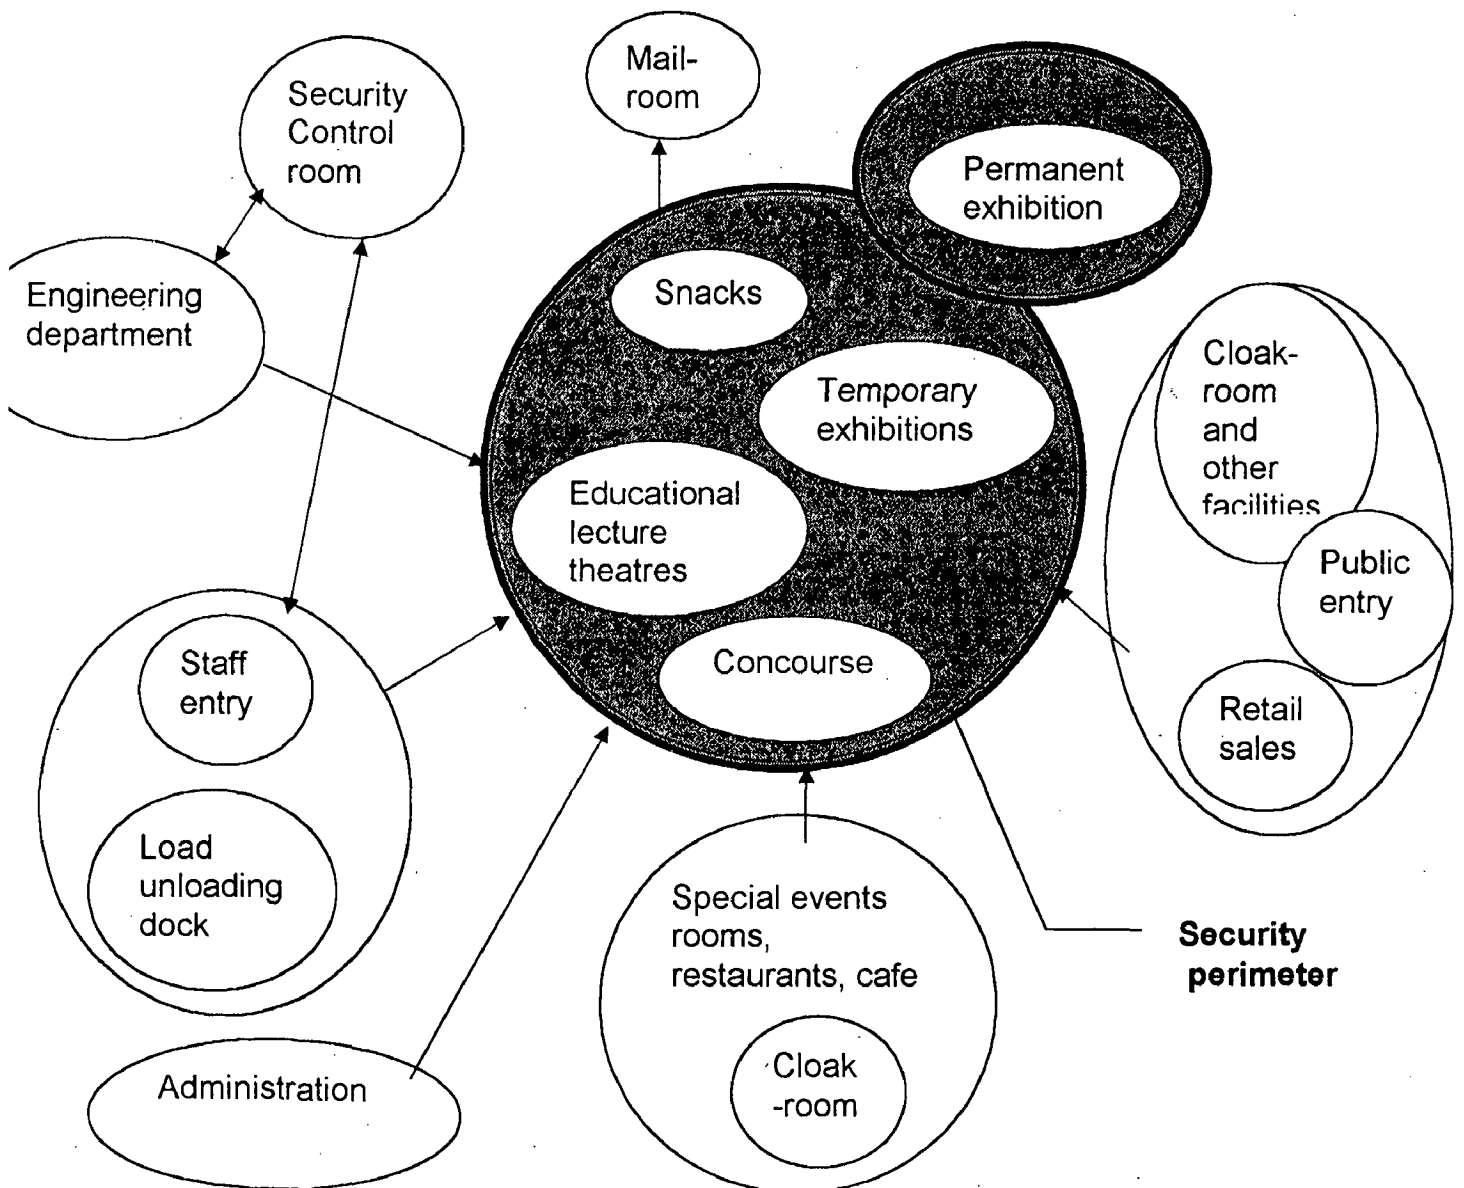 Mail-
room
Security
Control
room
Permanent
exhibition
Engineering
department
Snacks
Temporary
exhibitions
Cloak-
room
and
other
facilities
Educational
lecture
theatres
Public
entry
Staff
entry
Concourse
Retail
sales
Load
unloading
dock
Special events
rooms,
restaurants, cafe
Security
perimeter
Cloak
-room
Administration